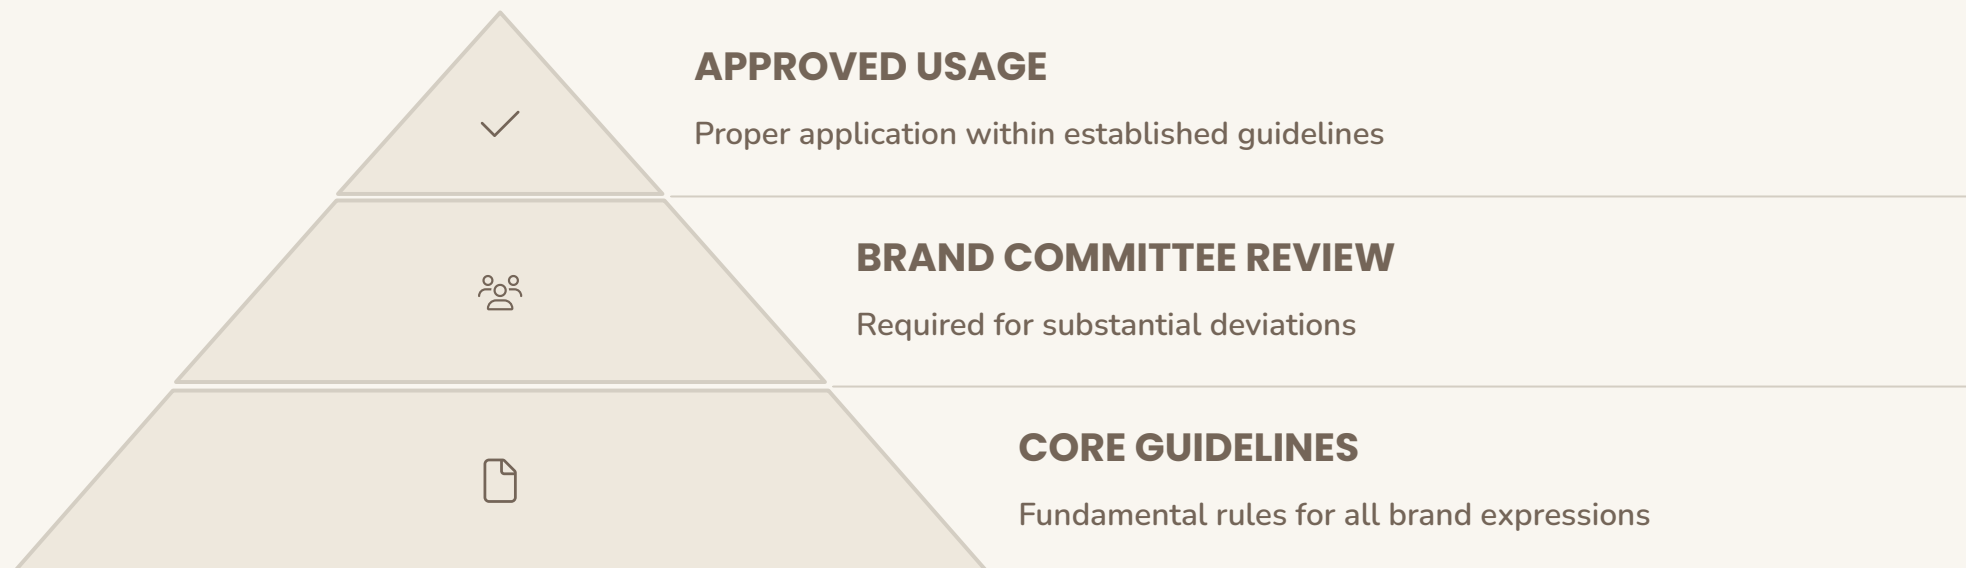 APPROVED USAGE
Proper application within established guidelines
BRAND COMMITTEE REVIEW
Required for substantial deviations
CORE GUIDELINES
Fundamental rules for all brand expressions